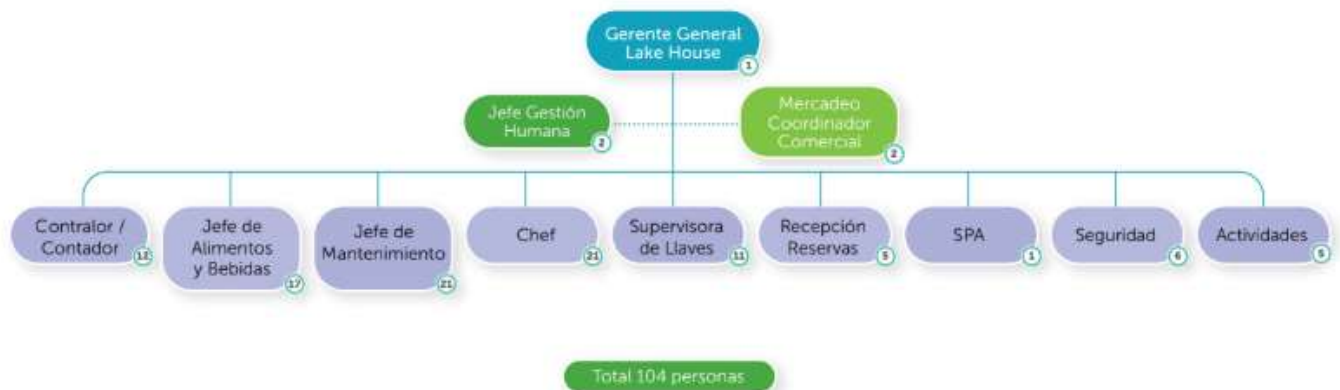 Gerente General
Lake House
1
Jefe Gestión
Humana
2
Mercadeo
Coordinador
Comercial
2
Contralor /
Contador
12
Jefe de
Alimentos
y Bebidas
17
Jefe de
Mantenimiento
21
Chef
21
Supervisora
de Llaves
11
Recepción
Reservas
5
SPA
1
Seguridad
6
Actividades
5
Total 104 personas